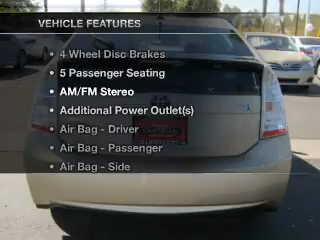 VEHICLE FEATURES
• 4 Wheel Disc Brakes
• 5 Passenger Seating
• AM/FM Stereo
• Additional Power Outlet(s)
• Air Bag - Driver
• Air Bag - Passenger
• Air Bag - Side